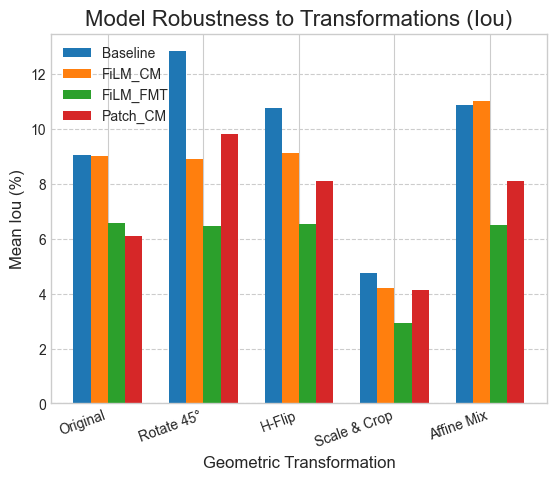 Model Robustness to Transformations (Iou)
Baseline
FiLM_CM
FiLM_FMT
Patch_CM
Mean Iou (%)
12
10
8
6
4
2
0
Original
Rotate 45°
H-Flip
Scale & Crop
Affine Mix
Geometric Transformation